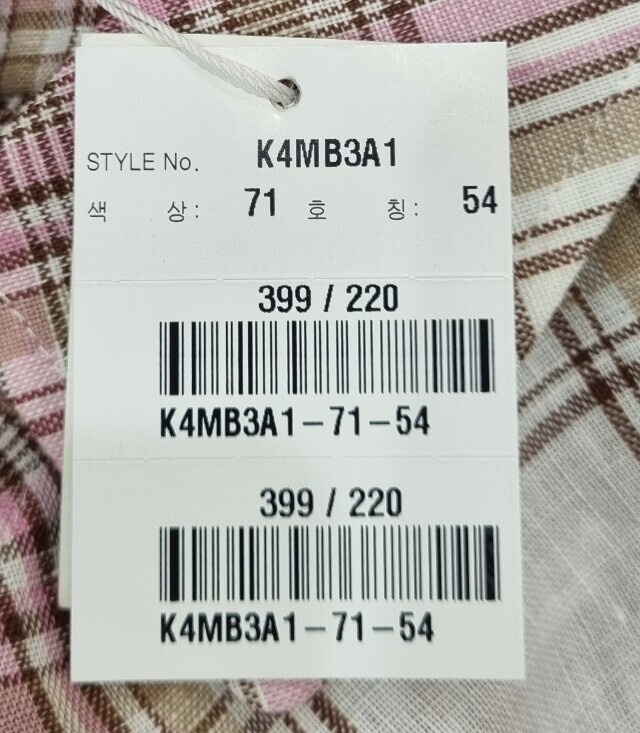 STYLE No. K4MB3A1
색 상 : 71 호 칭 : 54
399 / 220
K4MB3A1-71-54
399 / 220
K4MB3A1-71-54